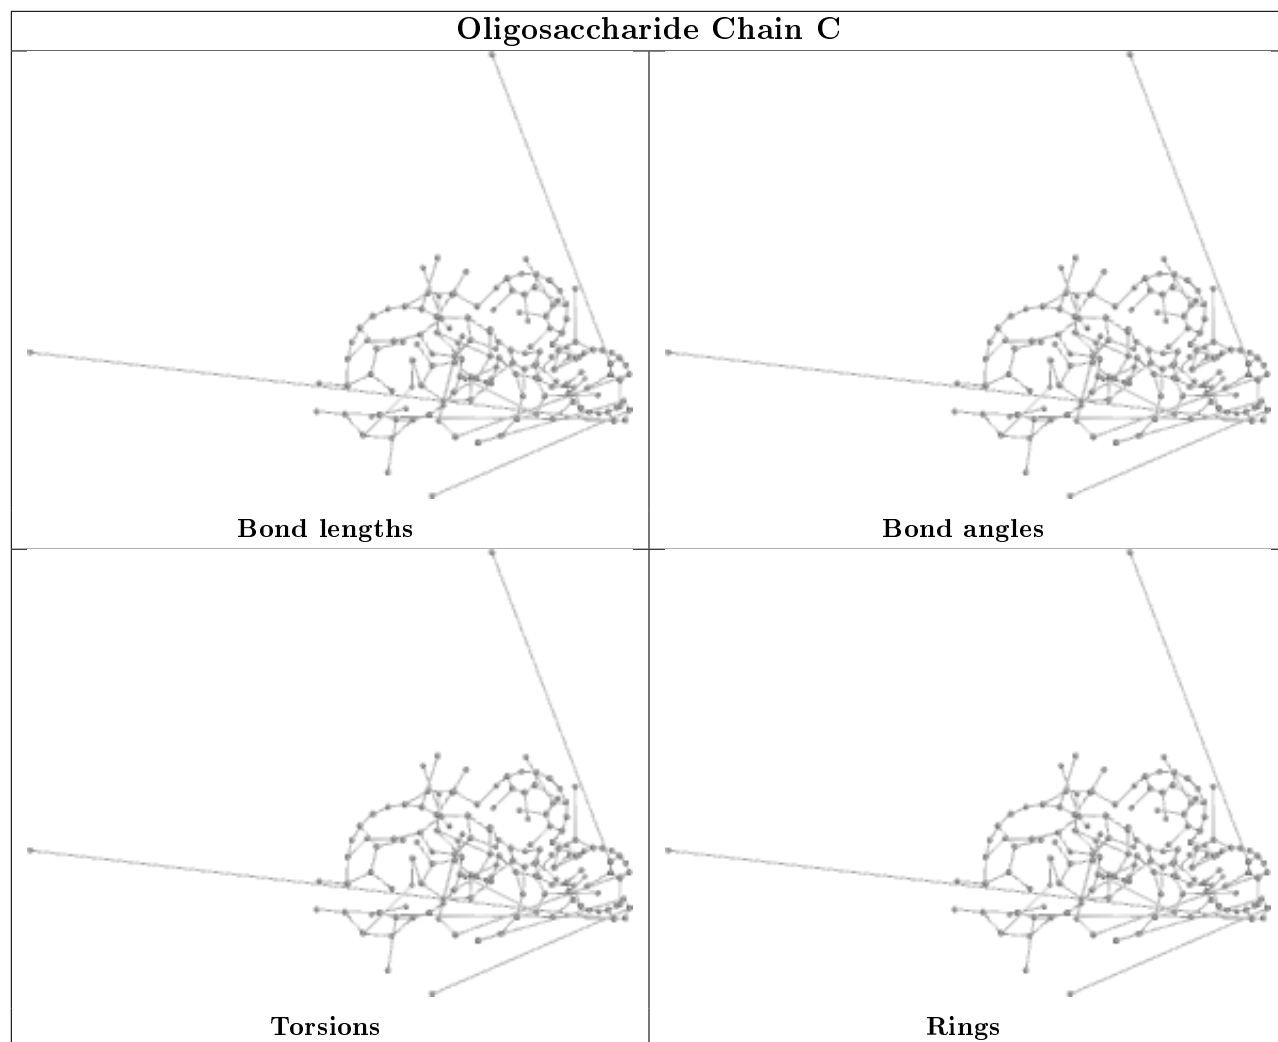 Oligosaccharide Chain C
Bond lengths
Bond angles
Torsions
Rings